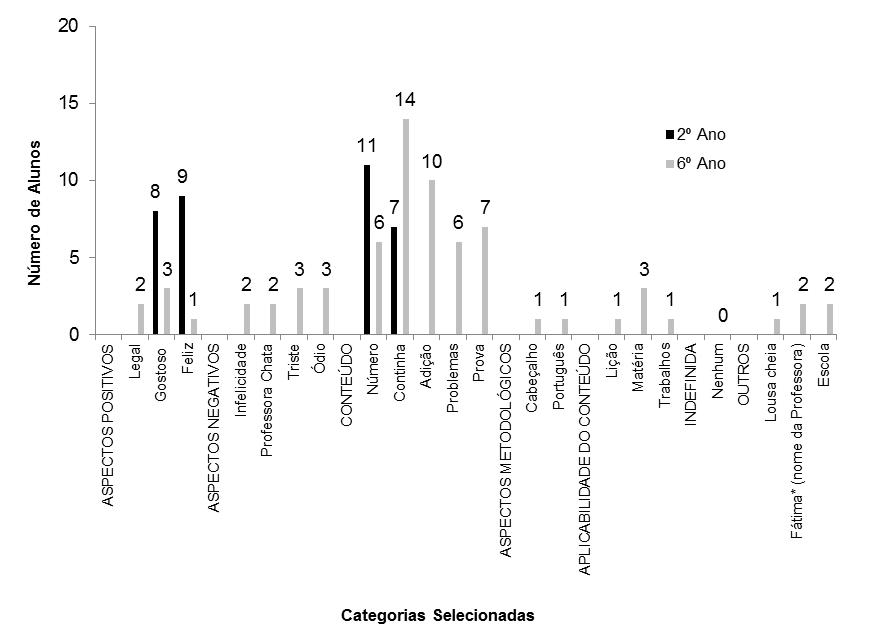 20
15
10
5
0
Número de Alunos
2º Ano
6º Ano
2
8
3
9
1
2
2
3
3
11
6
7
14
10
6
7
1
1
1
3
1
0
1
2
2
ASPECTOS POSITIVOS
Legal
Gostoso
Feliz
ASPECTOS NEGATIVOS
Infelicidade
Professora Chata
Triste
Ódio
CONTEÚDO
Número
Continha
Adição
Problemas
Prova
ASPECTOS METODOLÓGICOS
Cabeçalho
Português
APLICABILIDADE DO CONTEÚDO
Lição
Matéria
Trabalhos
INDEFINIDA
Nenhum
OUTROS
Lousa cheia
Fátima* (nome da Professora)
Escola
Categorias Selecionadas